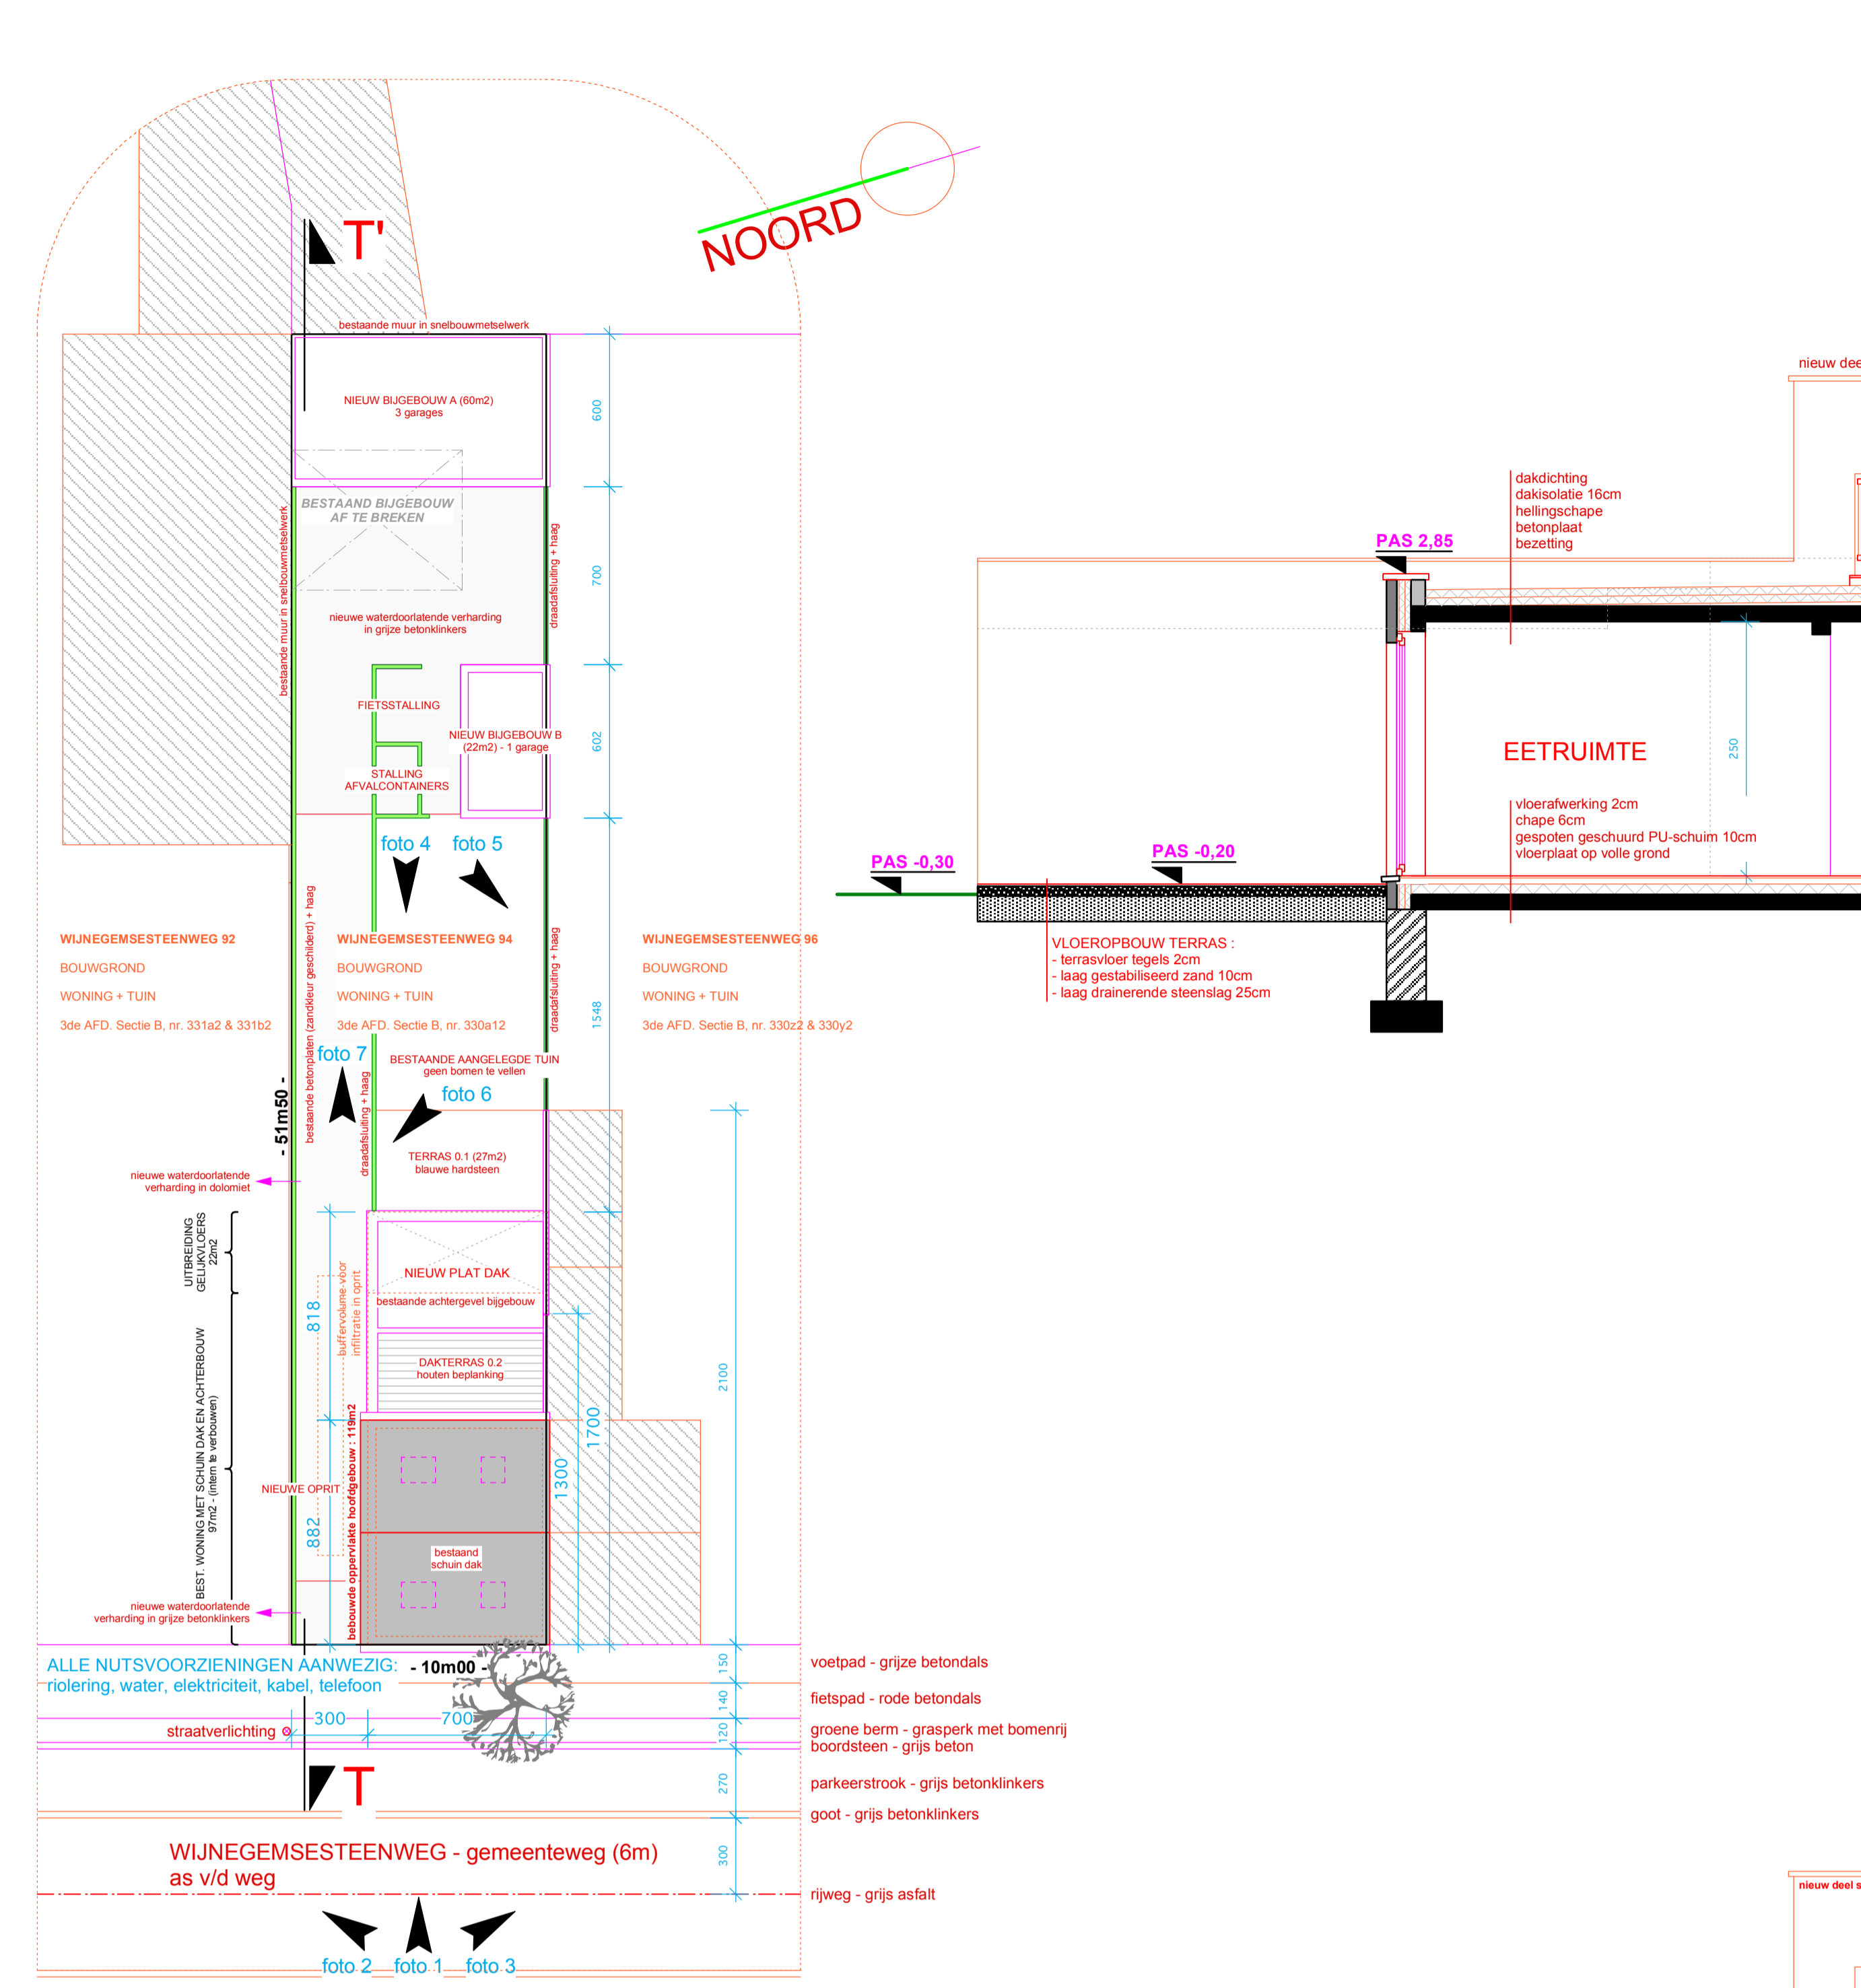 T'
NOORD
bestaande muur in snelbouwmetselwerk
NIEUW BIJGEBOUW A (60m2)
3 garages
600
BESTAAND BIJGEBOUW
AF TE BREKEN
bestaande muur in snelbouwmetselwerk
draadafsluiting + haag
700
nieuwe waterdoorlatende verharding
in grijze betonklinkers
FIETSSTALLING
NIEUW BIJGEBOUW B
(22m2) - 1 garage
602
STALLING
AFVALCONTAINERS
foto 4
foto 5
WIJNEGEMSESTEENWEG 92
BOUWGROND
WONING + TUIN
3de AFD. Sectie B, nr. 331a2 & 331b2
bestaande betonplaten (zandkleur geschilderd) + haag
WIJNEGEMSESTEENWEG 94
BOUWGROND
WONING + TUIN
3de AFD. Sectie B, nr. 330a12
draadafsluiting + haag
1548
WIJNEGEMSESTEENWEG 96
BOUWGROND
WONING + TUIN
3de AFD. Sectie B, nr. 330z2 & 330y2
foto 7
BESTAANDE AANGELEGDE TUIN
geen bomen te vellen
foto 6
- 51m50 -
draadafsluiting + haag
TERRAS 0.1 (27m2)
blauwe hardsteen
nieuwe waterdoorlatende
verharding in dolomiet
UITBREIDING
GELIJKVLOERS
22m2
818
buffervolume voor
infiltratie in oprit
NIEUW PLAT DAK
bestaande achtergevel bijgebouw
DAKTERRAS 0.2
houten beplanking
2100
1700
1300
BEST. WONING MET SCHUIN DAK EN ACHTERBOUW
97m2 - (intern te verbouwen)
NIEUWE OPRIT
882
bebouwde oppervlakte hoofdgebouw : 119m2
bestaand
schuin dak
nieuwe waterdoorlatende
verharding in grijze betonklinkers
ALLE NUTSVOORZIENINGEN AANWEZIG:
riolering, water, elektriciteit, kabel, telefoon
- 10m00 -
150
voetpad - grijze betondals
140
fietspad - rode betondals
straatverlichting
300
700
120
groene berm - grasperk met bomenrij
boordsteen - grijs beton
T
270
parkeerstrook - grijs betonklinkers
goot - grijs betonklinkers
WIJNEGEMSESTEENWEG - gemeenteweg (6m)
as v/d weg
300
rijweg - grijs asfalt
foto 2
foto 1
foto 3
nieuw dee
dakdichting
dakisolatie 16cm
hellingschape
betonplaat
bezetting
PAS 2,85
EETRUIMTE
250
vloerafwerking 2cm
chape 6cm
gespoten geschuurd PU-schuim 10cm
vloerplaat op volle grond
PAS -0,30
PAS -0,20
VLOEROPBOUW TERRAS :
- terrasvloer tegels 2cm
- laag gestabiliseerd zand 10cm
- laag drainerende steenslag 25cm
nieuw deel s